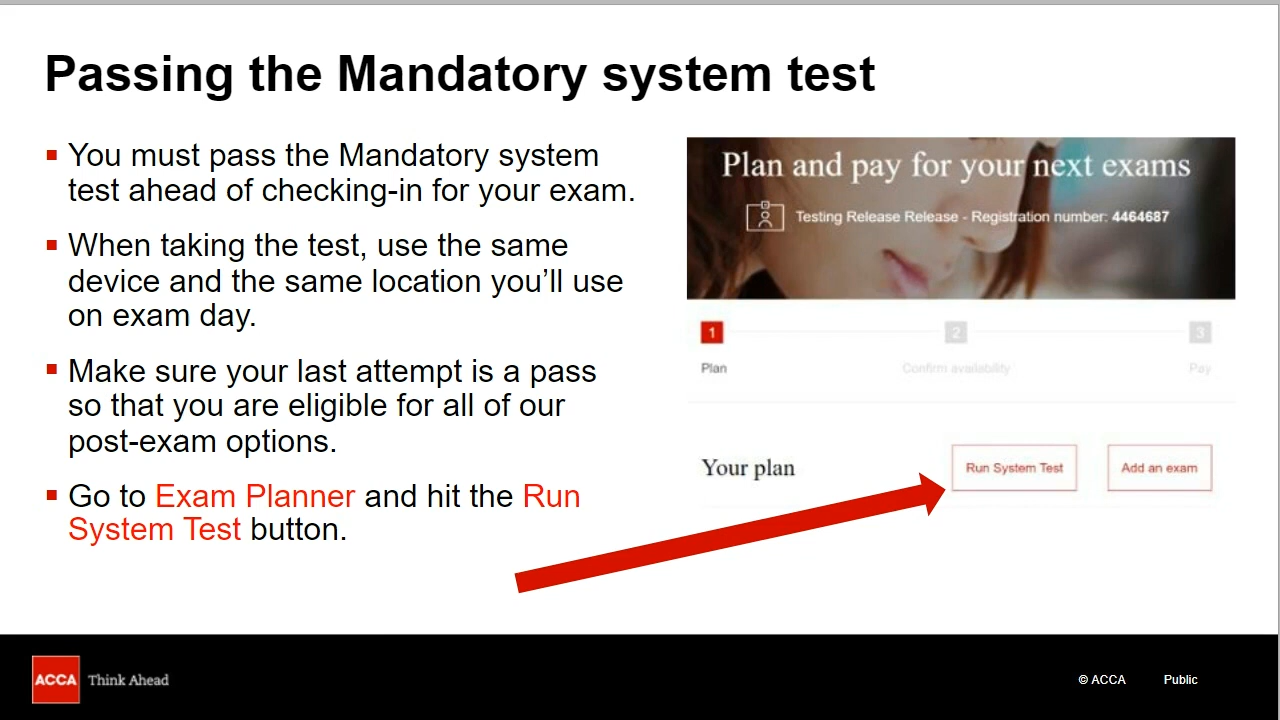 Passing the Mandatory system test
You must pass the Mandatory system
test ahead of checking-in for your exam.
When taking the test, use the same
device and the same location you’ll use
on exam day.
Make sure your last attempt is a pass
so that you are eligible for all of our
post-exam options.
Go to Exam Planner and hit the Run
System Test button.
Plan and pay for your next exams
Testing Release Release - Registration number: 4464687
1 2 3
Plan Confirm availability Pay
Your plan Run System Test Add an exam
ACCA Think Ahead
© ACCA Public